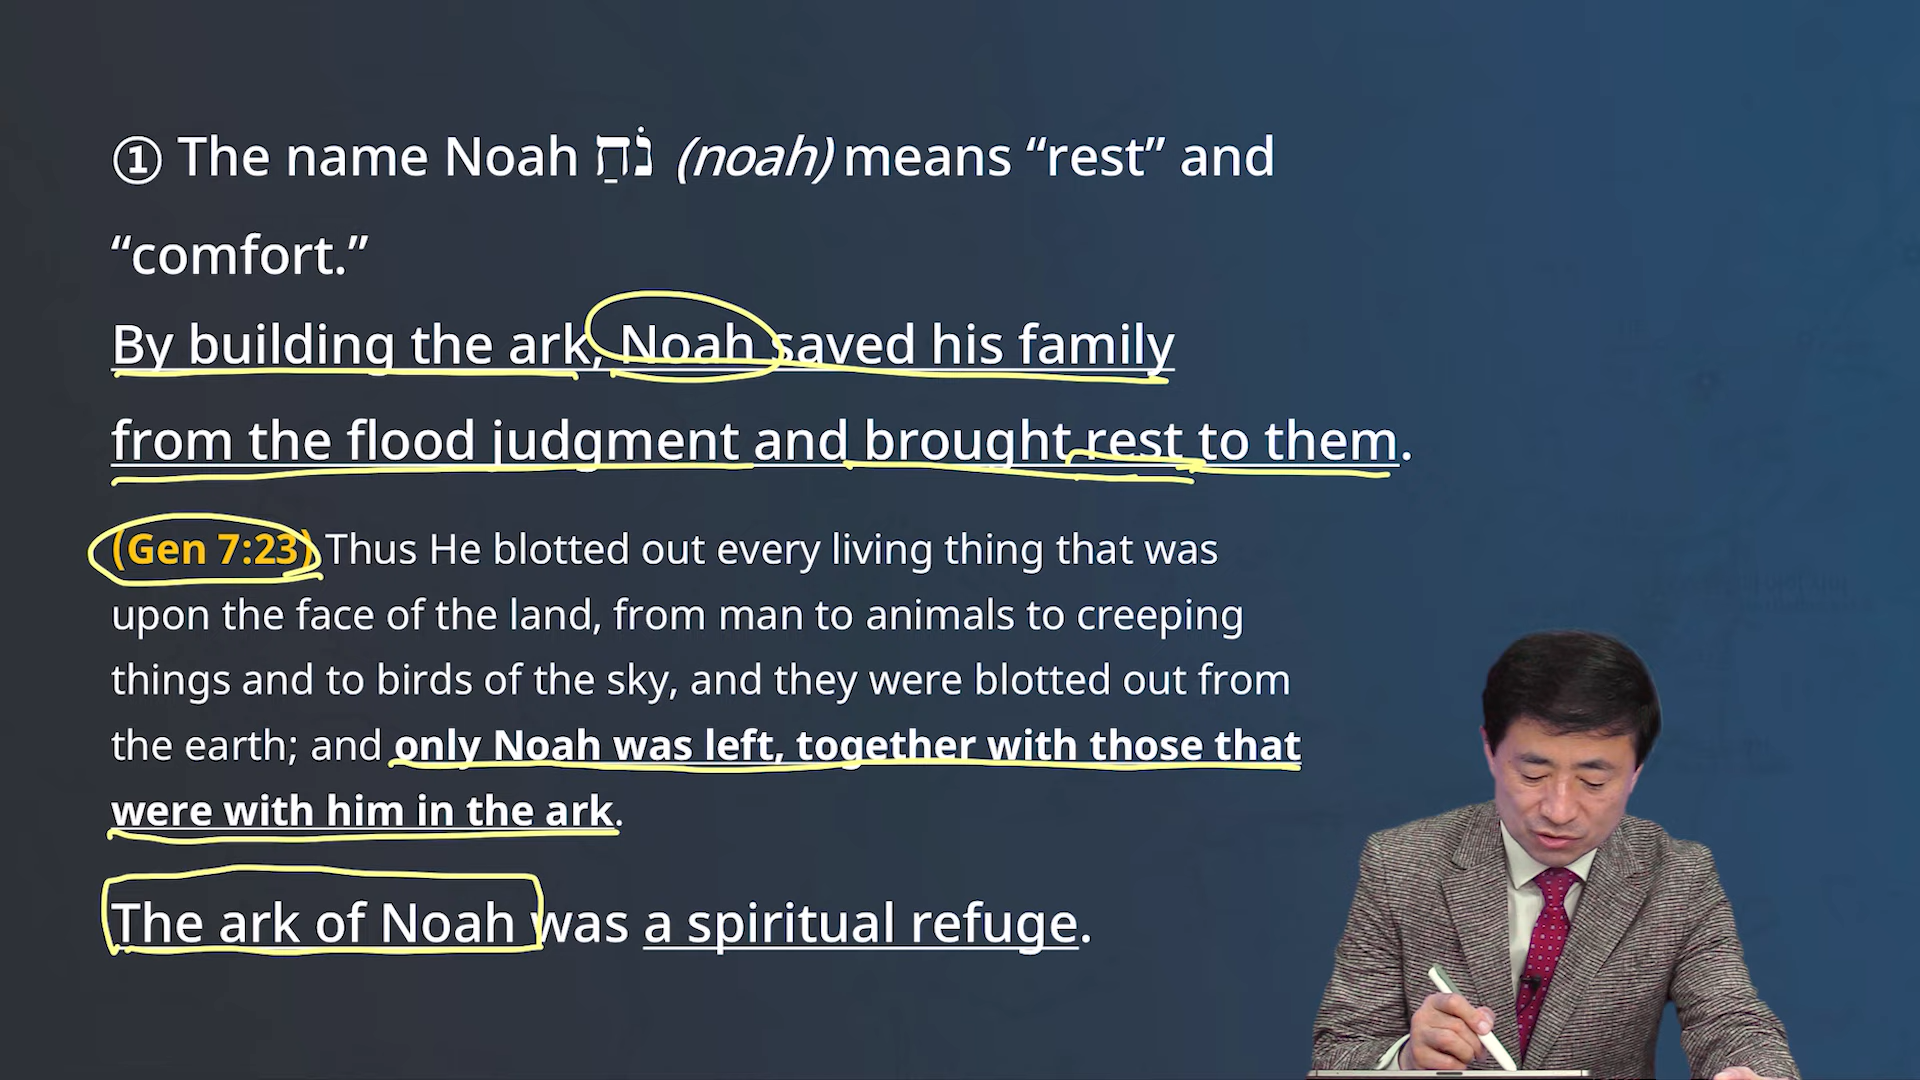 ① The name Noah נֹחַ (noah) means “rest” and
“comfort.”
By building the ark, Noah saved his family
from the flood judgment and brought rest to them.
(Gen 7:23) Thus He blotted out every living thing that was
upon the face of the land, from man to animals to creeping
things and to birds of the sky, and they were blotted out from
the earth; and only Noah was left, together with those that
were with him in the ark.
The ark of Noah was a spiritual refuge.